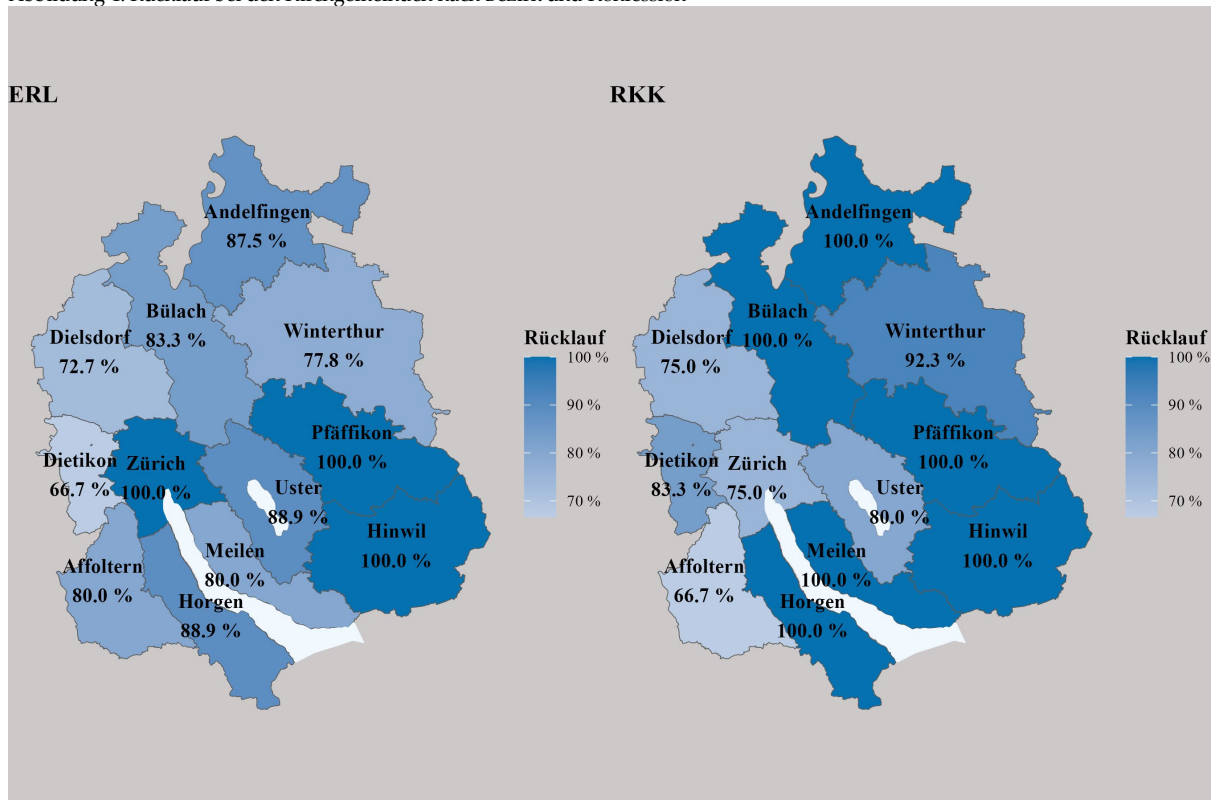 ERL
Andelfingen
87.5 %
Bülach
83.3 %
Dielsdorf
72.7 %
Winterthur
77.8 %
Pfäffikon
100.0 %
Dietikon
66.7 %
Zürich
100.0 %
Uster
88.9 %
Hinwil
100.0 %
Meilen
80.0 %
Affoltern
80.0 %
Horgen
88.9 %
Rücklauf
100 %
90 %
80 %
70 %
RKK
Andelfingen
100.0 %
Bülach
100.0 %
Dielsdorf
75.0 %
Winterthur
92.3 %
Pfäffikon
100.0 %
Dietikon
83.3 %
Zürich
75.0 %
Uster
80.0 %
Hinwil
100.0 %
Meilen
100.0 %
Affoltern
66.7 %
Horgen
100.0 %
Rücklauf
100 %
90 %
80 %
70 %